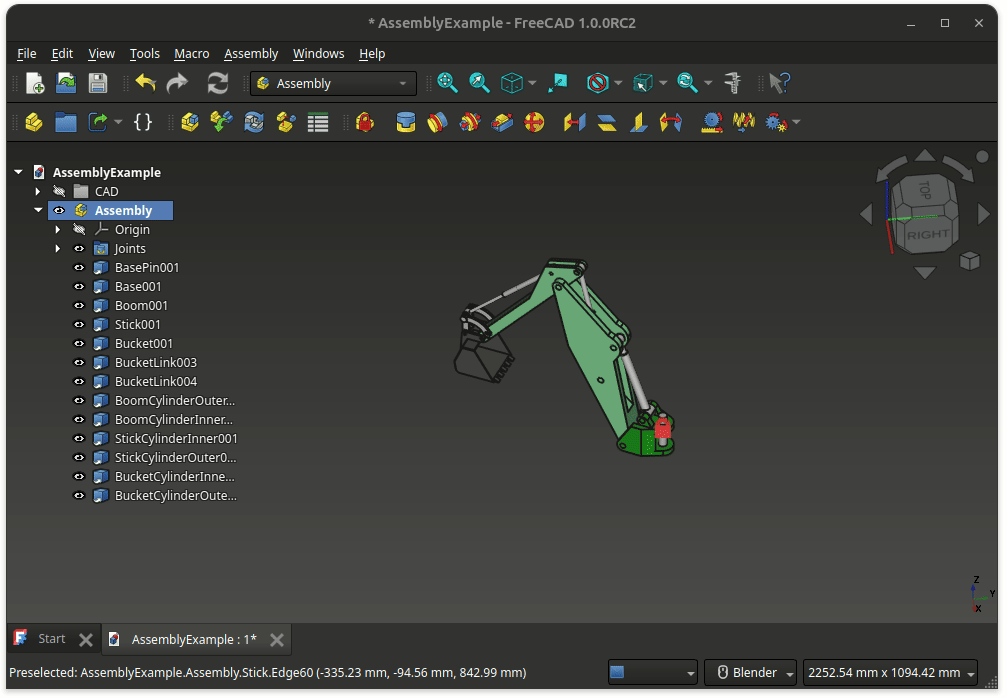 * AssemblyExample - FreeCAD 1.0.0RC2
File Edit View Tools Macro Assembly Windows Help
Assembly
AssemblyExample
CAD
Assembly
Origin
Joints
BasePin001
Base001
Boom001
Stick001
Bucket001
BucketLink003
BucketLink004
BoomCylinderOuter...
BoomCylinderInner...
StickCylinderInner001
StickCylinderOuter0...
BucketCylinderInne...
BucketCylinderOute...
TOP
RIGHT
Z
Y
X
Start
AssemblyExample : 1*
Preselected: AssemblyExample.Assembly.Stick.Edge60 (-335.23 mm, -94.56 mm, 842.99 mm)
Blender
2252.54 mm x 1094.42 mm